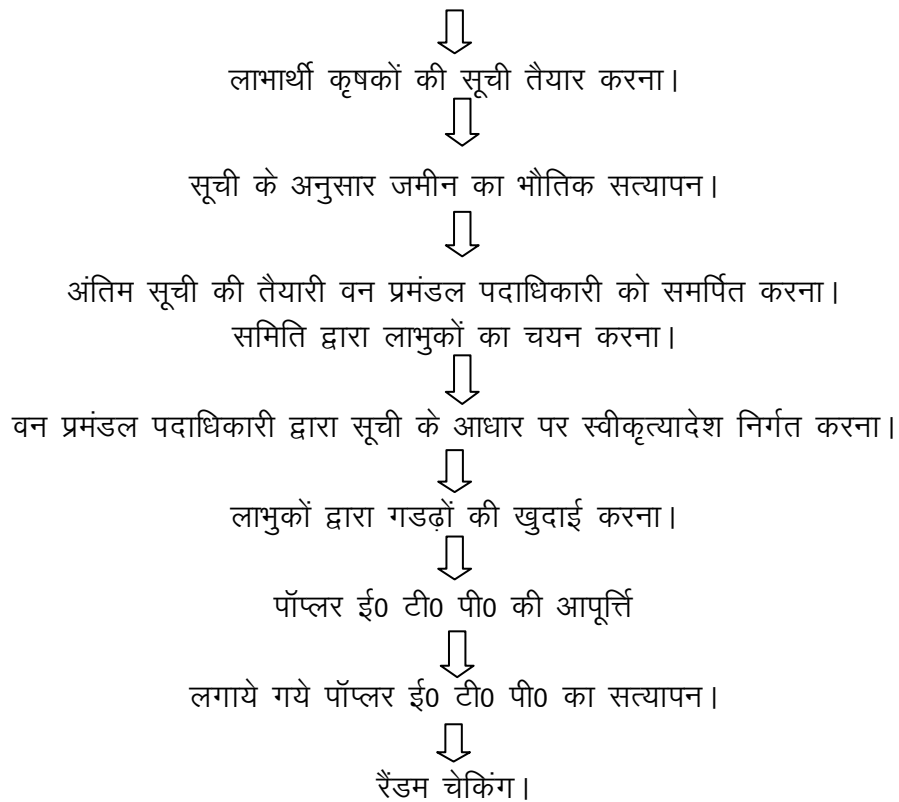 लाभार्थी कृषकों की सूची तैयार करना।
सूची के अनुसार जमीन का भौतिक सत्यापन।
अंतिम सूची की तैयारी वन प्रमंडल पदाधिकारी को समर्पित करना।
समिति द्वारा लाभुकों का चयन करना।
वन प्रमंडल पदाधिकारी द्वारा सूची के आधार पर स्वीकृत्यादेश निर्गत करना।
लाभुकों द्वारा गडढ़ों की खुदाई करना।
पॉप्लर ई0 टी0 पी0 की आपूर्त्ति
लगाये गये पॉप्लर ई0 टी0 पी0 का सत्यापन।
रैंडम चेकिंग।